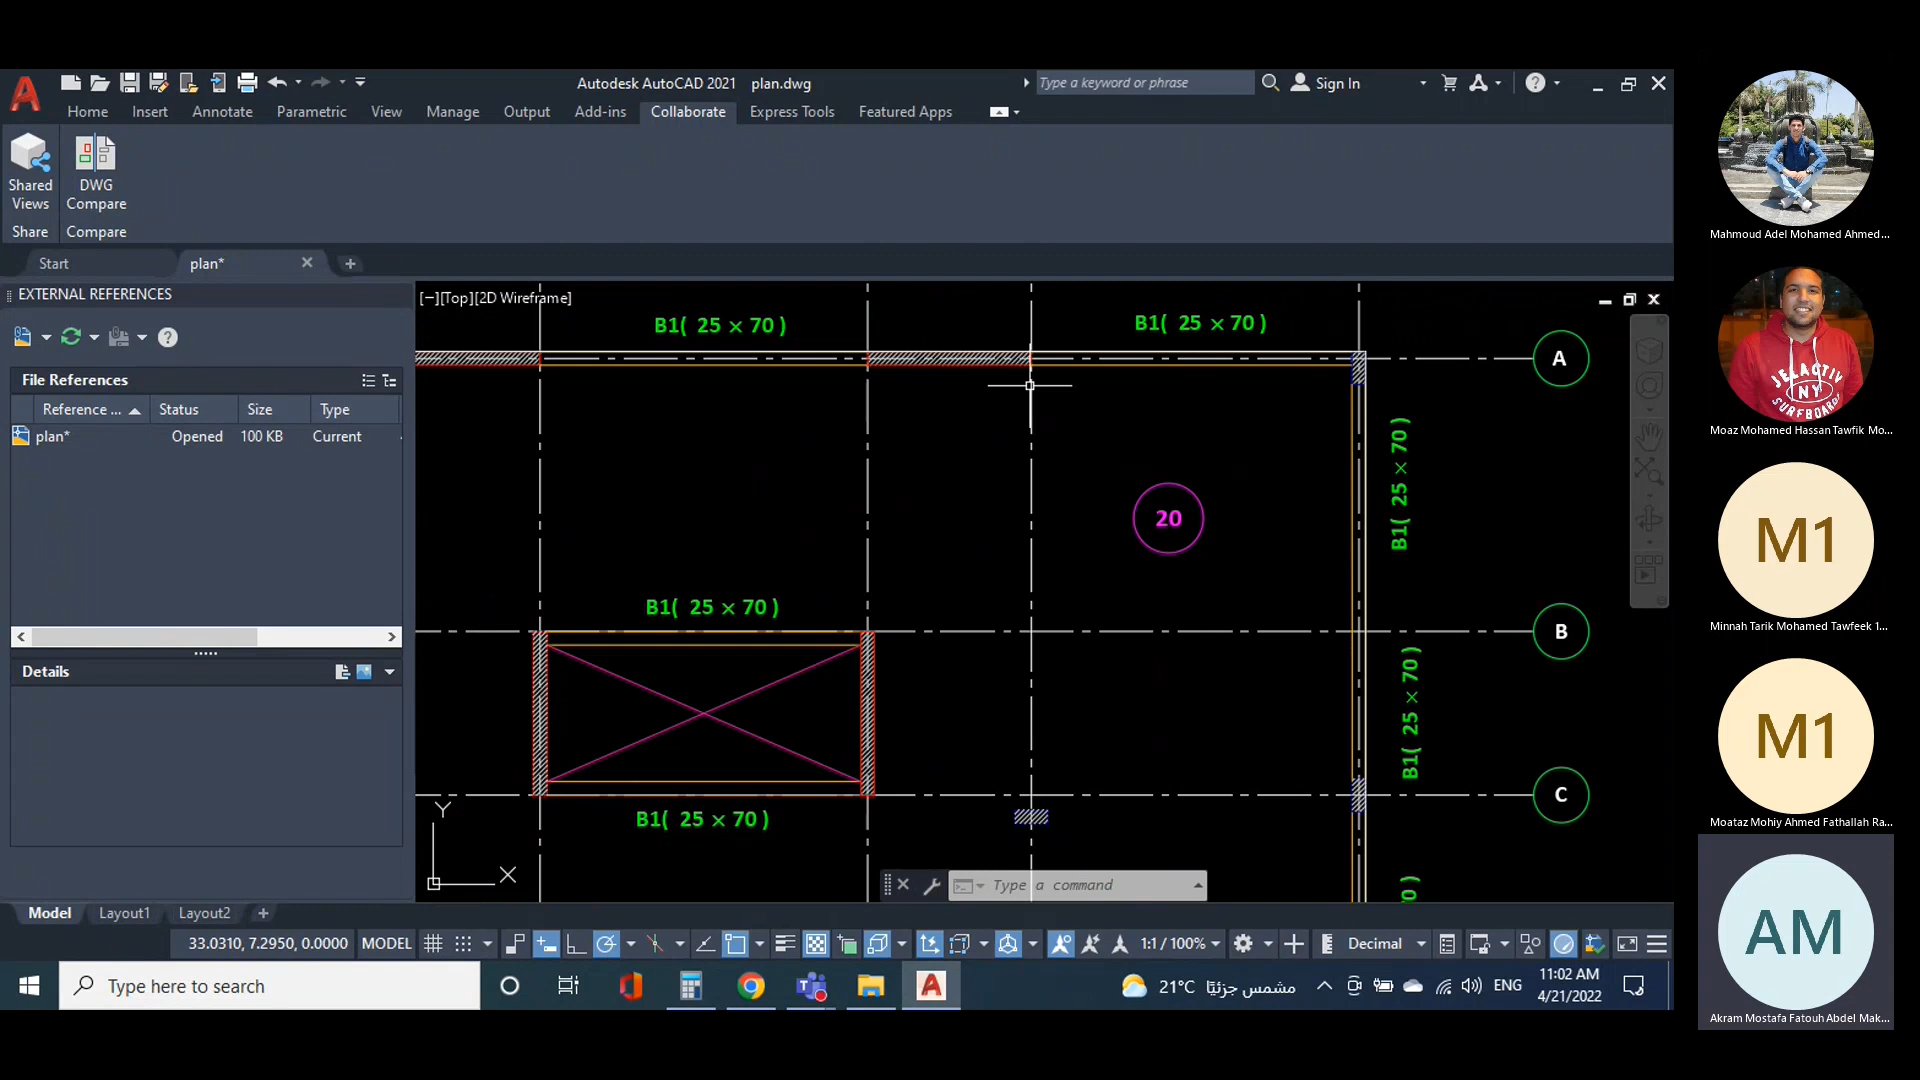 Autodesk AutoCAD 2021 plan.dwg
Type a keyword or phrase
Sign In
Home Insert Annotate Parametric View Manage Output Add-ins Collaborate Express Tools Featured Apps
Shared Views
DWG Compare
Share Compare
Start plan*
EXTERNAL REFERENCES
File References
Reference ... Status Size Type
plan* Opened 100 KB Current
Details
[−][Top][2D Wireframe]
B1( 25 × 70 )
B1( 25 × 70 )
A
B1( 25 × 70 )
20
B1( 25 × 70 )
B
B1( 25 × 70 )
C
B1( 25 × 70 )
Y
X
0 )
Type a command
Model Layout1 Layout2
33.0310, 7.2950, 0.0000 MODEL
1:1 / 100%
Decimal
Type here to search
21°C مشمس جزئيًا
ENG
11:02 AM
4/21/2022
Mahmoud Adel Mohamed Ahmed...
JELACTIV
NY
SURFBOARD
Moaz Mohamed Hassan Tawfik Mo...
M1
Minnah Tarik Mohamed Tawfeek 1...
M1
Moataz Mohiy Ahmed Fathallah Ra...
AM
Akram Mostafa Fatouh Abdel Mak...